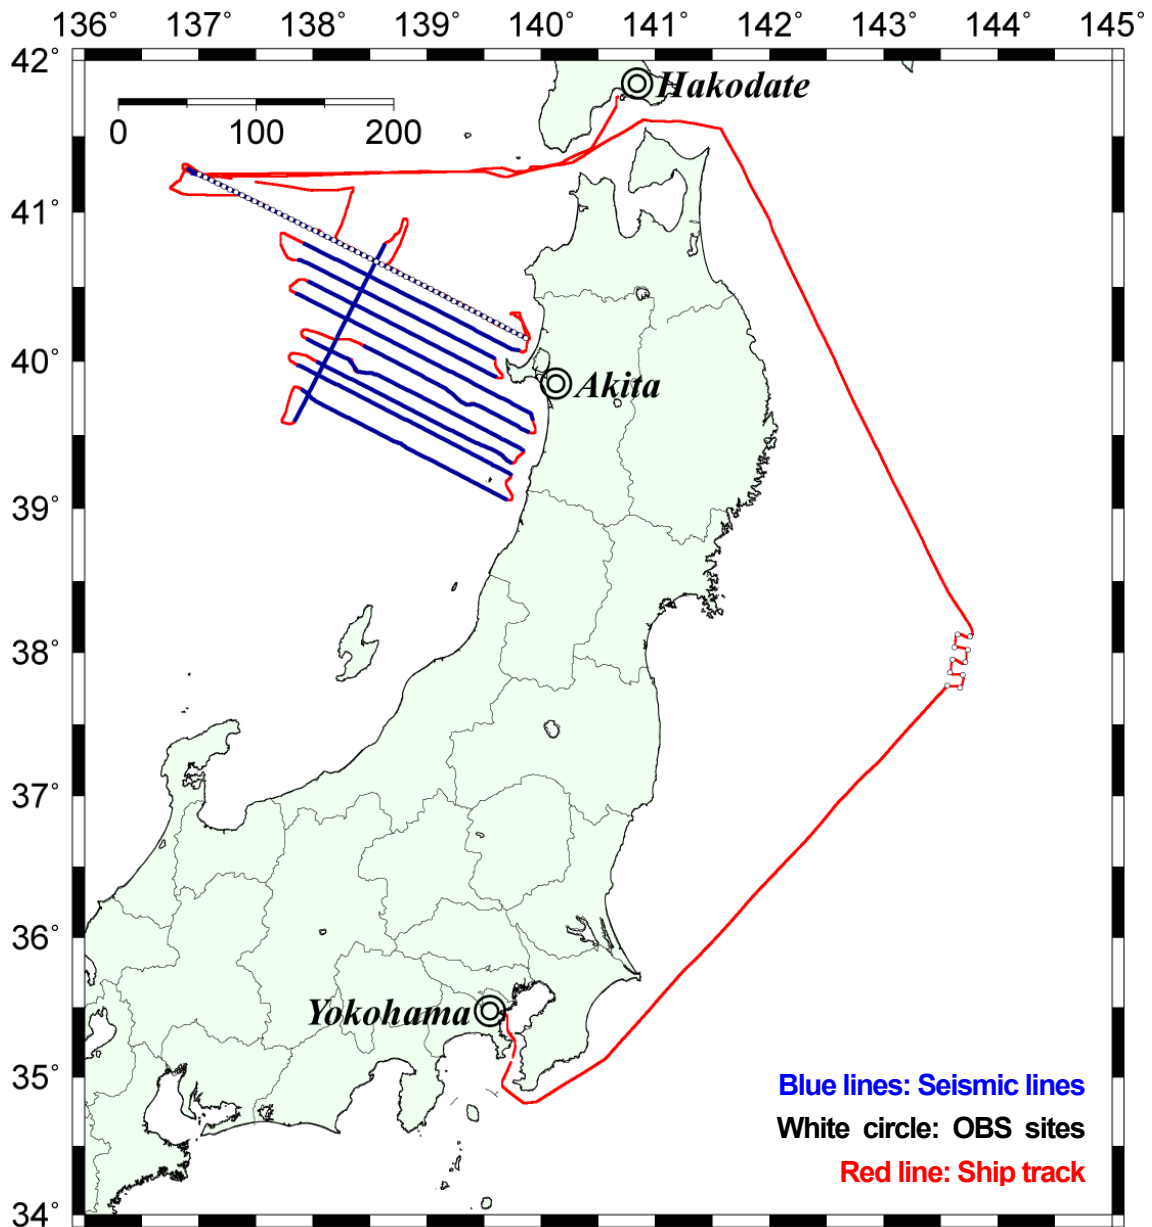 136° 137° 138° 139° 140° 141° 142° 143° 144° 145°
42°
Hakodate
0 100 200
41°
40°
Akita
39°
38°
37°
36°
Yokohama
35°
Blue lines: Seismic lines
White circle: OBS sites
Red line: Ship track
34°